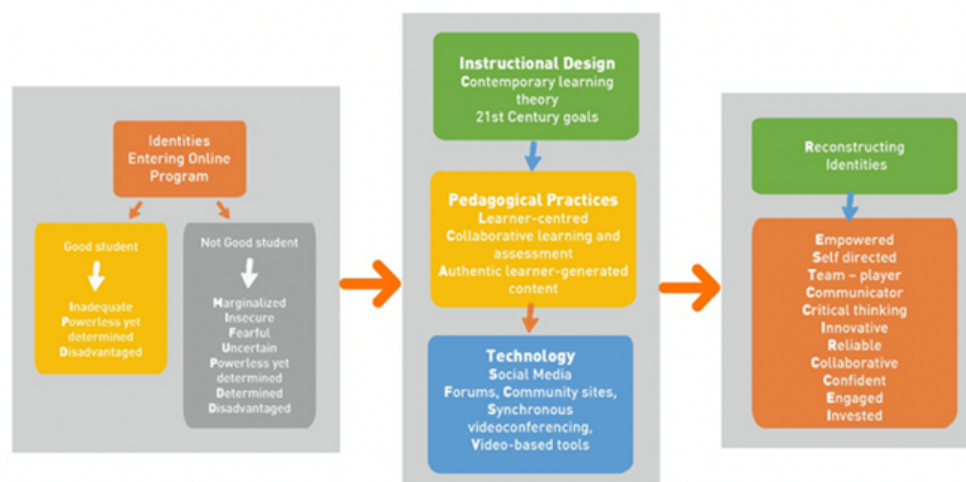 Identities
Entering Online
Program
Good student
Inadequate
Powerless yet
determined
Disadvantaged
Not Good student
Marginalized
Insecure
Fearful
Uncertain
Powerless yet
determined
Determined
Disadvantaged
Instructional Design
Contemporary learning
theory
21st Century goals
Pedagogical Practices
Learner-centred
Collaborative learning and
assessment
Authentic learner-generated
content
Technology
Social Media
Forums, Community sites,
Synchronous
videoconferencing,
Video-based tools
Reconstructing
Identities
Empowered
Self directed
Team – player
Communicator
Critical thinking
Innovative
Reliable
Collaborative
Confident
Engaged
Invested